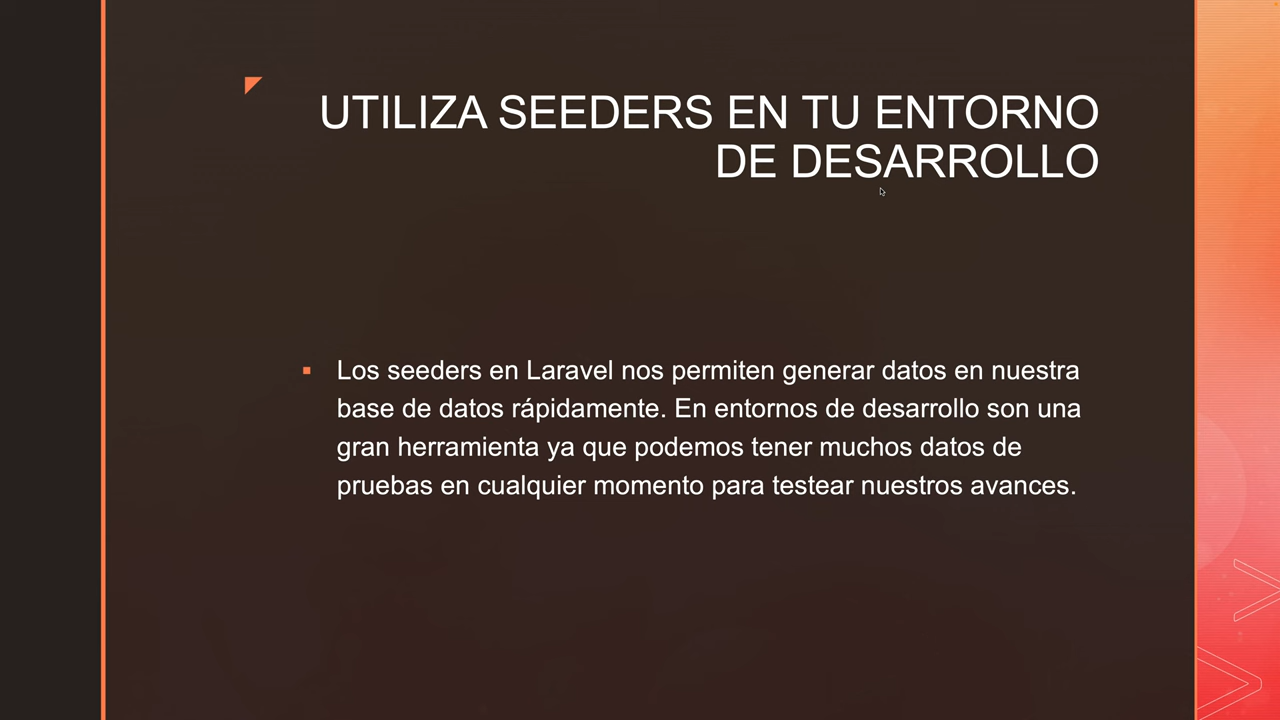 UTILIZA SEEDERS EN TU ENTORNO
DE DESARROLLO
Los seeders en Laravel nos permiten generar datos en nuestra
base de datos rápidamente. En entornos de desarrollo son una
gran herramienta ya que podemos tener muchos datos de
pruebas en cualquier momento para testear nuestros avances.